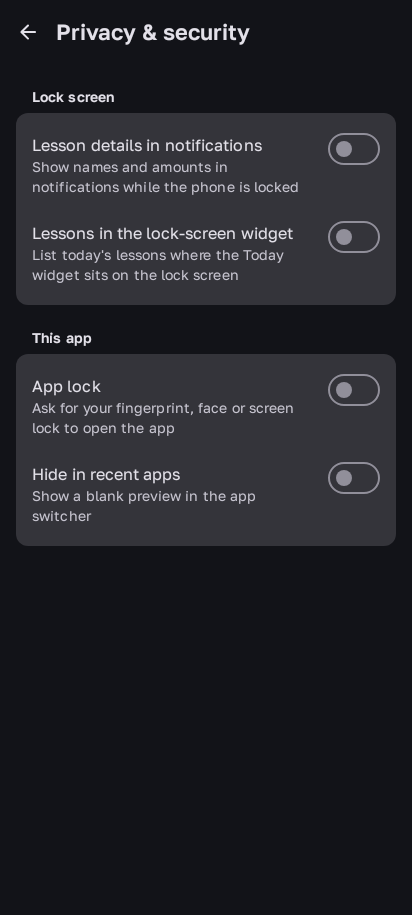 Privacy & security
Lock screen
Lesson details in notifications
Show names and amounts in
notifications while the phone is locked
Lessons in the lock-screen widget
List today's lessons where the Today
widget sits on the lock screen
This app
App lock
Ask for your fingerprint, face or screen
lock to open the app
Hide in recent apps
Show a blank preview in the app
switcher